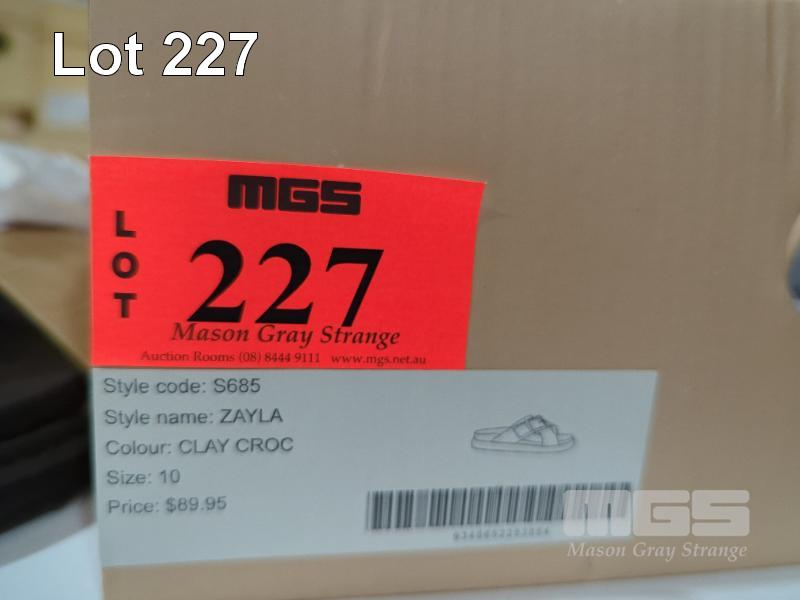 Lot 227
MGS
LOT
227
Mason Gray Strange
Auction Rooms (08) 8444 9111 www.mgs.net.au
Style code: S685
Style name: ZAYLA
Colour: CLAY CROC
Size: 10
Price: $89.95
MGS
Mason Gray Strange